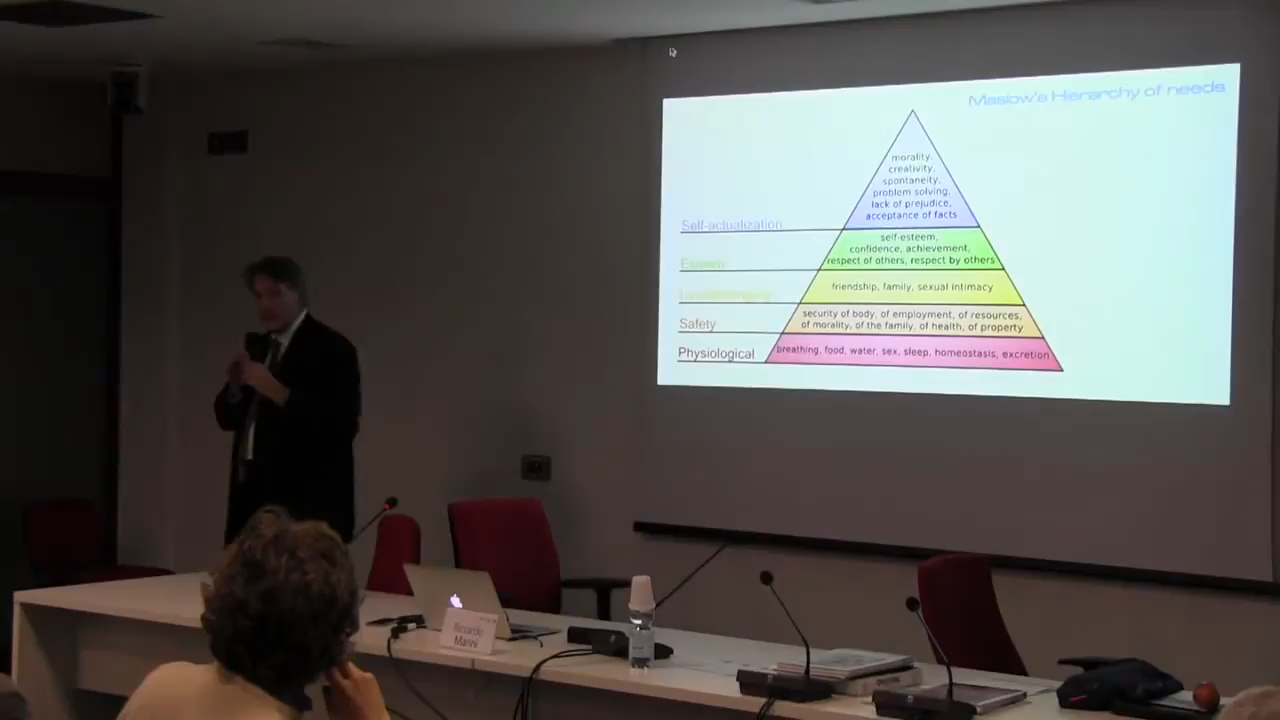 Maslow's Hierarchy of needs
morality,
creativity,
spontaneity,
problem solving,
lack of prejudice,
acceptance of facts
Self-actualization
self-esteem,
confidence, achievement,
respect of others, respect by others
Esteem
friendship, family, sexual intimacy
Love/belonging
security of body, of employment, of resources,
of morality, of the family, of health, of property
Safety
breathing, food, water, sex, sleep, homeostasis, excretion
Physiological
Riccardo
Marini